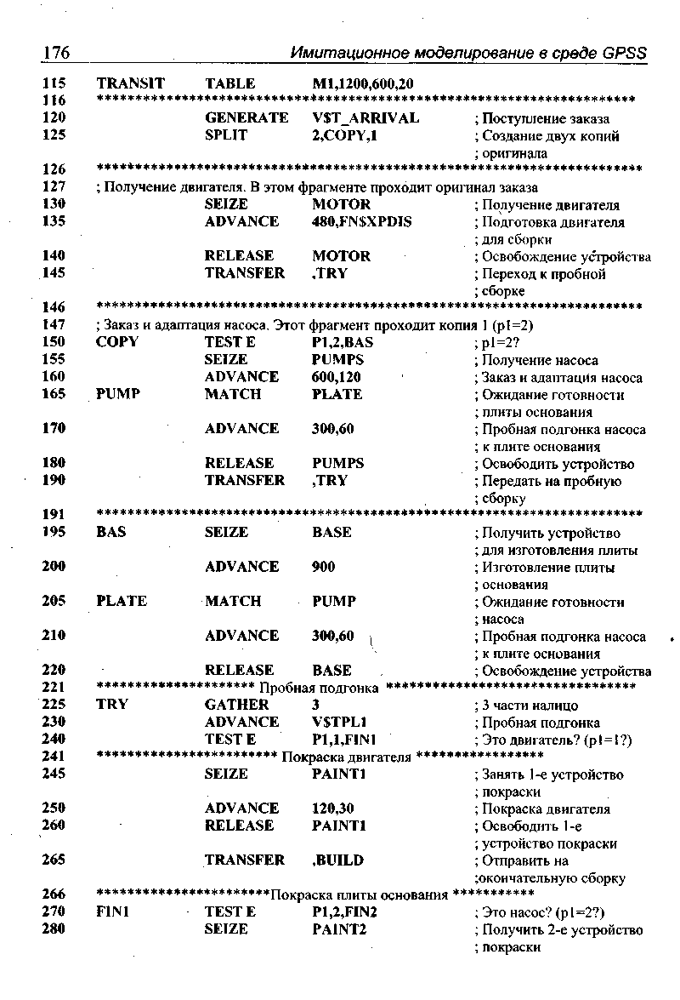 176 Имитационное моделирование в среде GPSS
115 TRANSIT TABLE M1,1200,600,20
116 **********************************************************************
120 GENERATE V$T_ARRIVAL ; Поступление заказа
125 SPLIT 2,COPY,1 ; Создание двух копий
; оригинала
126 ***********************************************************************
127 ; Получение двигателя. В этом фрагменте проходит оригинал заказа
130 SEIZE MOTOR ; Получение двигателя
135 ADVANCE 480,FN$XPDIS ; Подготовка двигателя
; для сборки
140 RELEASE MOTOR ; Освобождение устройства
145 TRANSFER ,TRY ; Переход к пробной
; сборке
146 ***********************************************************************
147 ; Заказ и адаптация насоса. Этот фрагмент проходит копия 1 (p1=2)
150 COPY TEST E P1,2,BAS ; p1=2?
155 SEIZE PUMPS ; Получение насоса
160 ADVANCE 600,120 ; Заказ и адаптация насоса
165 PUMP MATCH PLATE ; Ожидание готовности
; плиты основания
170 ADVANCE 300,60 ; Пробная подгонка насоса
; к плите основания
180 RELEASE PUMPS ; Освободить устройство
190 TRANSFER ,TRY ; Передать на пробную
; сборку
191 ***********************************************************************
195 BAS SEIZE BASE ; Получить устройство
; для изготовления плиты
200 ADVANCE 900 ; Изготовление плиты
; основания
205 PLATE MATCH PUMP ; Ожидание готовности
; насоса
210 ADVANCE 300,60 ; Пробная подгонка насоса
; к плите основания
220 RELEASE BASE ; Освобождение устройства
221 ********************* Пробная подгонка ********************************
225 TRY GATHER 3 ; 3 части налицо
230 ADVANCE V$TPL1 ; Пробная подгонка
240 TEST E P1,1,FIN1 ; Это двигатель? (p1=1?)
241 ************************ Покраска двигателя *****************
245 SEIZE PAINT1 ; Занять 1-е устройство
; покраски
250 ADVANCE 120,30 ; Покраска двигателя
260 RELEASE PAINT1 ; Освободить 1-е
; устройство покраски
265 TRANSFER ,BUILD ; Отправить на
;окончательную сборку
266 ***********************Покраска плиты основания ***********
270 FIN1 TEST E P1,2,FIN2 ; Это насос? (p1=2?)
280 SEIZE PAINT2 ; Получить 2-е устройство
; покраски